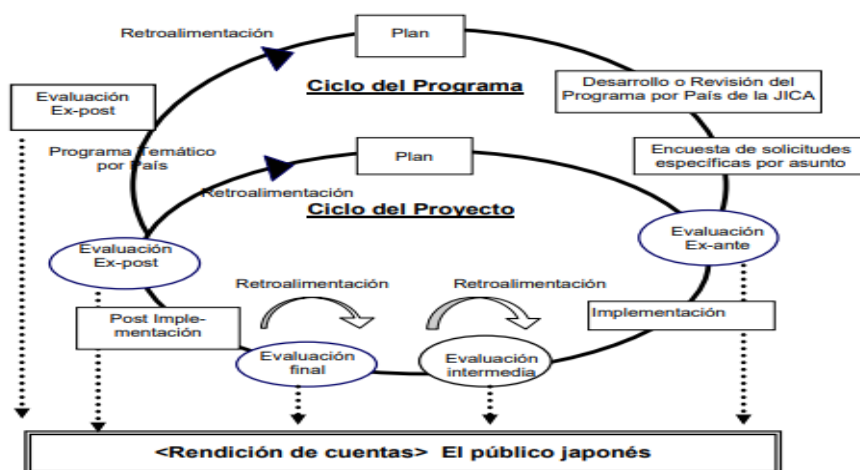 Retroalimentación
Plan
Ciclo del Programa
Evaluación
Ex-post
Desarrollo o Revisión del
Programa por País de la JICA
Programa Temático
por País
Encuesta de solicitudes
específicas por asunto
Plan
Retroalimentación
Ciclo del Proyecto
Evaluación
Ex-post
Evaluación
Ex-ante
Retroalimentación
Retroalimentación
Post Imple-
mentación
Implementación
Evaluación
final
Evaluación
intermedia
<Rendición de cuentas> El público japonés